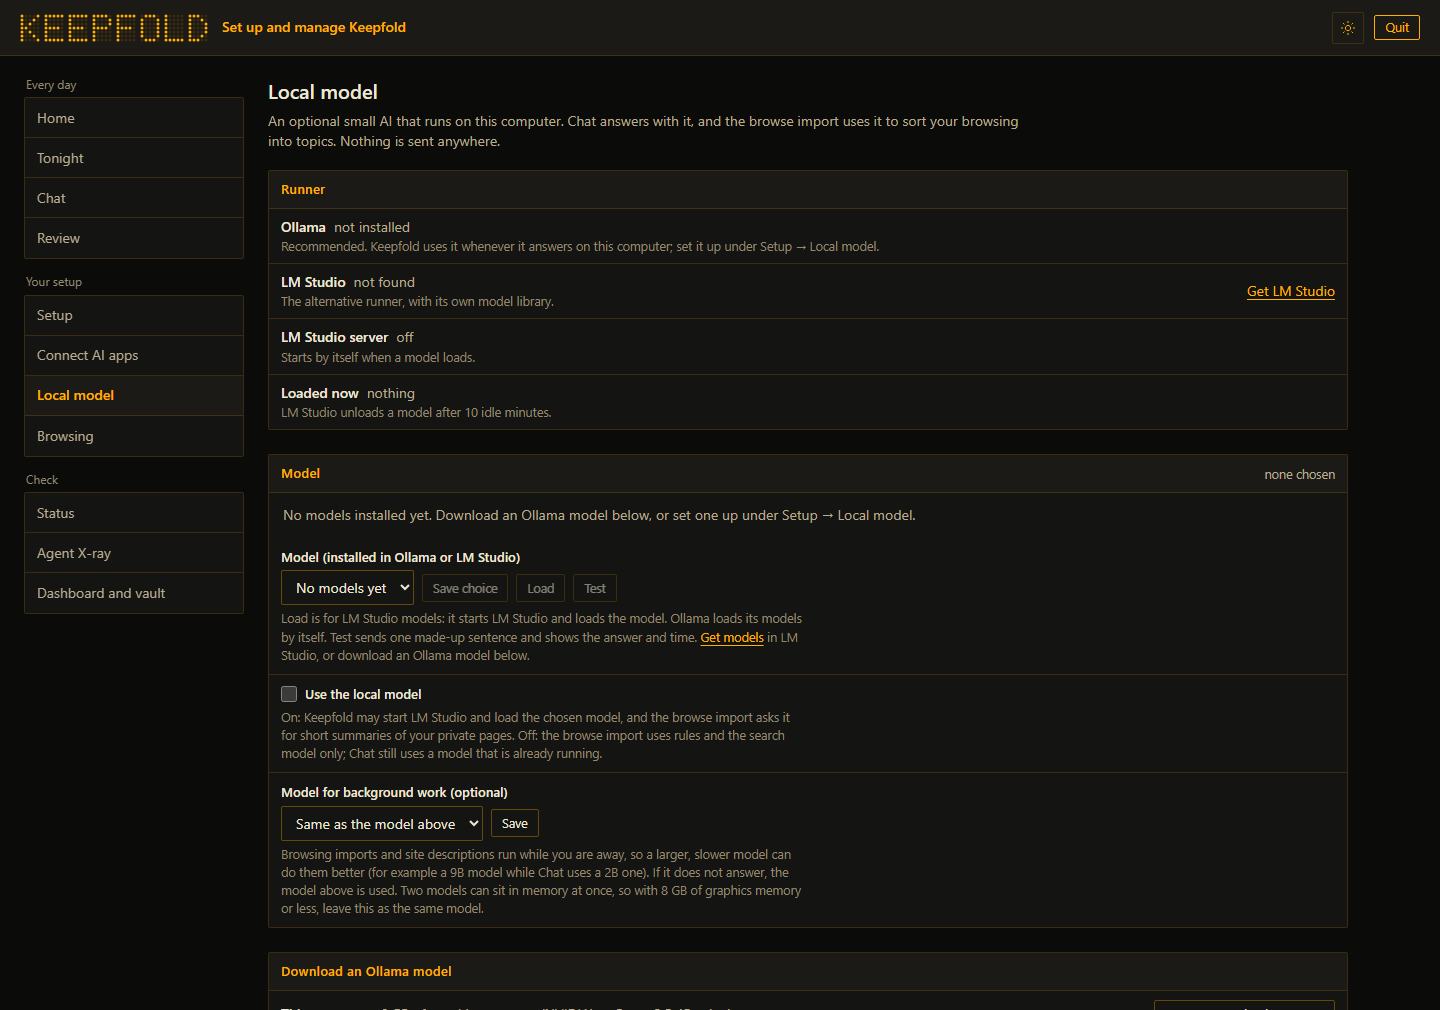 KEEPFOLD
Set up and manage Keepfold
Quit
Every day
Home
Tonight
Chat
Review
Your setup
Setup
Connect AI apps
Local model
Browsing
Check
Status
Agent X-ray
Dashboard and vault
Local model
An optional small AI that runs on this computer. Chat answers with it, and the browse import uses it to sort your browsing
into topics. Nothing is sent anywhere.
Runner
Ollama not installed
Recommended. Keepfold uses it whenever it answers on this computer; set it up under Setup → Local model.
LM Studio not found
The alternative runner, with its own model library.
Get LM Studio
LM Studio server off
Starts by itself when a model loads.
Loaded now nothing
LM Studio unloads a model after 10 idle minutes.
Model
none chosen
No models installed yet. Download an Ollama model below, or set one up under Setup → Local model.
Model (installed in Ollama or LM Studio)
No models yet
Save choice
Load
Test
Load is for LM Studio models: it starts LM Studio and loads the model. Ollama loads its models
by itself. Test sends one made-up sentence and shows the answer and time. Get models in LM
Studio, or download an Ollama model below.
Use the local model
On: Keepfold may start LM Studio and load the chosen model, and the browse import asks it
for short summaries of your private pages. Off: the browse import uses rules and the search
model only; Chat still uses a model that is already running.
Model for background work (optional)
Same as the model above
Save
Browsing imports and site descriptions run while you are away, so a larger, slower model can
do them better (for example a 9B model while Chat uses a 2B one). If it does not answer, the
model above is used. Two models can sit in memory at once, so with 8 GB of graphics memory
or less, leave this as the same model.
Download an Ollama model